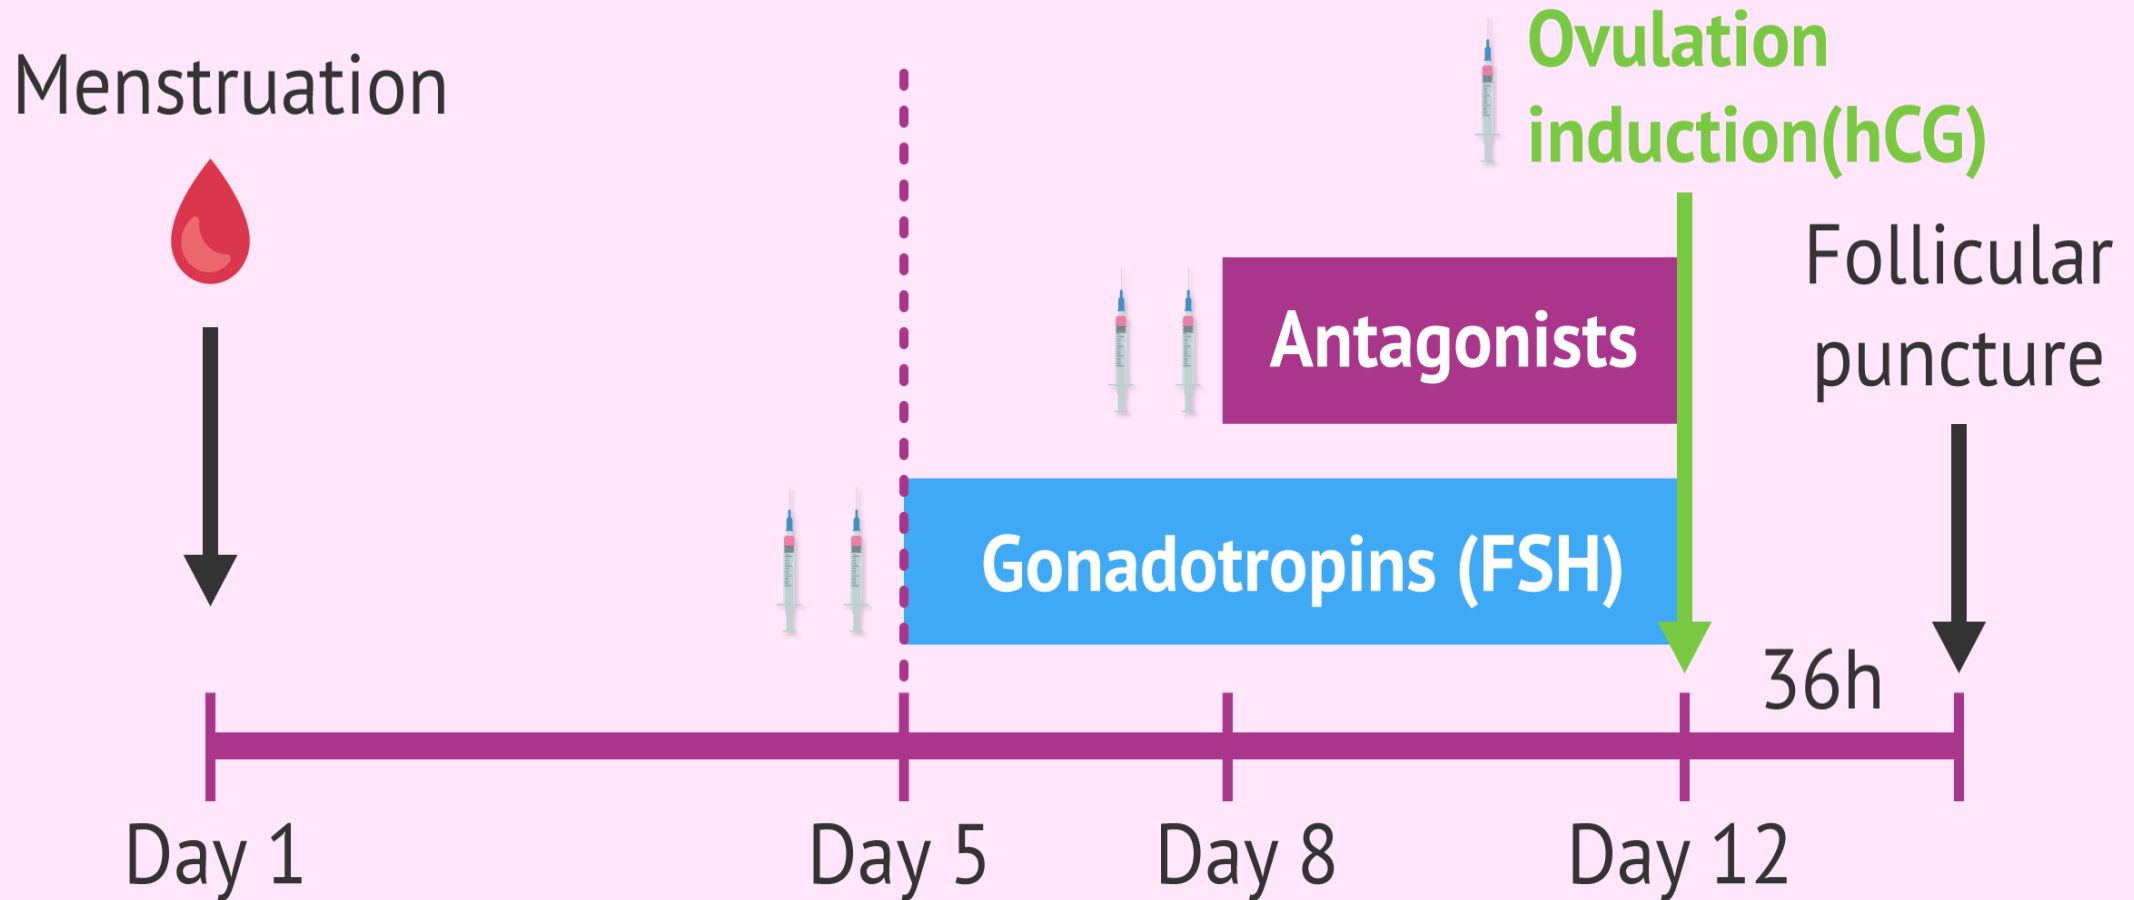 Menstruation
Ovulation
induction(hCG)
Follicular
puncture
Antagonists
Gonadotropins (FSH)
36h
Day 1
Day 5
Day 8
Day 12